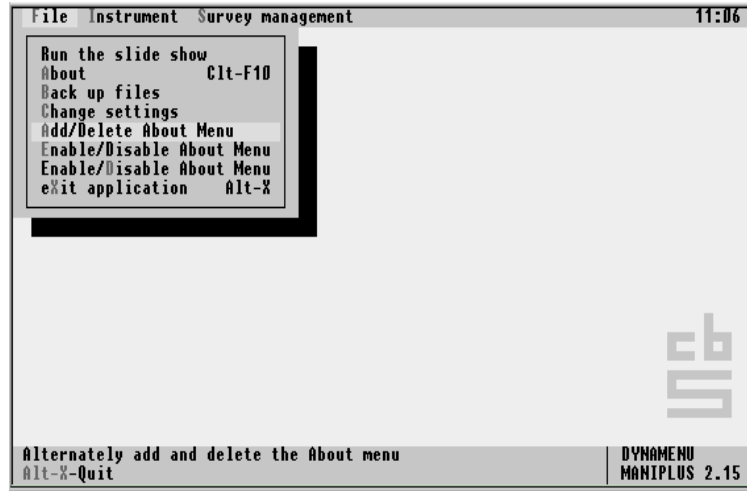 File Instrument Survey management 11:06
Run the slide show
About Clt-F10
Back up files
Change settings
Add/Delete About Menu
Enable/Disable About Menu
Enable/Disable About Menu
eXit application Alt-X
cbs
Alternately add and delete the About menu
Alt-X-Quit
DYNAMENU
MANIPLUS 2.15